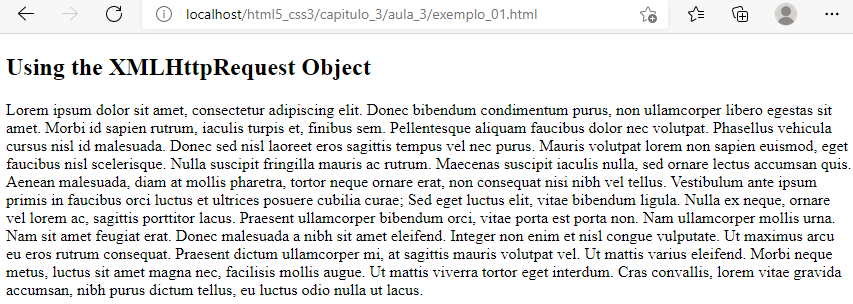 localhost/html5_css3/capitulo_3/aula_3/exemplo_01.html
Using the XMLHttpRequest Object
Lorem ipsum dolor sit amet, consectetur adipiscing elit. Donec bibendum condimentum purus, non ullamcorper libero egestas sit
amet. Morbi id sapien rutrum, iaculis turpis et, finibus sem. Pellentesque aliquam faucibus dolor nec volutpat. Phasellus vehicula
cursus nisl id malesuada. Donec sed nisl laoreet eros sagittis tempus vel nec purus. Mauris volutpat lorem non sapien euismod, eget
faucibus nisl scelerisque. Nulla suscipit fringilla mauris ac rutrum. Maecenas suscipit iaculis nulla, sed ornare lectus accumsan quis.
Aenean malesuada, diam at mollis pharetra, tortor neque ornare erat, non consequat nisi nibh vel tellus. Vestibulum ante ipsum
primis in faucibus orci luctus et ultrices posuere cubilia curae; Sed eget luctus elit, vitae bibendum ligula. Nulla ex neque, ornare
vel lorem ac, sagittis porttitor lacus. Praesent ullamcorper bibendum orci, vitae porta est porta non. Nam ullamcorper mollis urna.
Nam sit amet feugiat erat. Donec malesuada a nibh sit amet eleifend. Integer non enim et nisl congue vulputate. Ut maximus arcu
eu eros rutrum consequat. Praesent dictum ullamcorper mi, at sagittis mauris volutpat vel. Ut mattis varius eleifend. Morbi neque
metus, luctus sit amet magna nec, facilisis mollis augue. Ut mattis viverra tortor eget interdum. Cras convallis, lorem vitae gravida
accumsan, nibh purus dictum tellus, eu luctus odio nulla ut lacus.